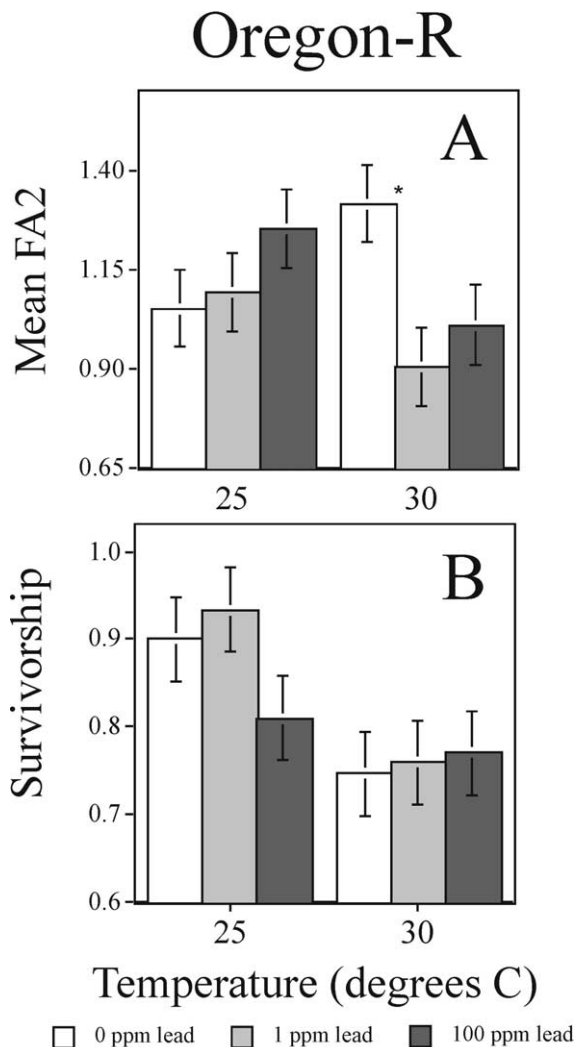 Oregon-R
A
Mean FA2
1.40
*
1.15
0.90
0.65
25 30
B
Survivorship
1.0
0.9
0.8
0.7
0.6
25 30
Temperature (degrees C)
0 ppm lead 1 ppm lead 100 ppm lead